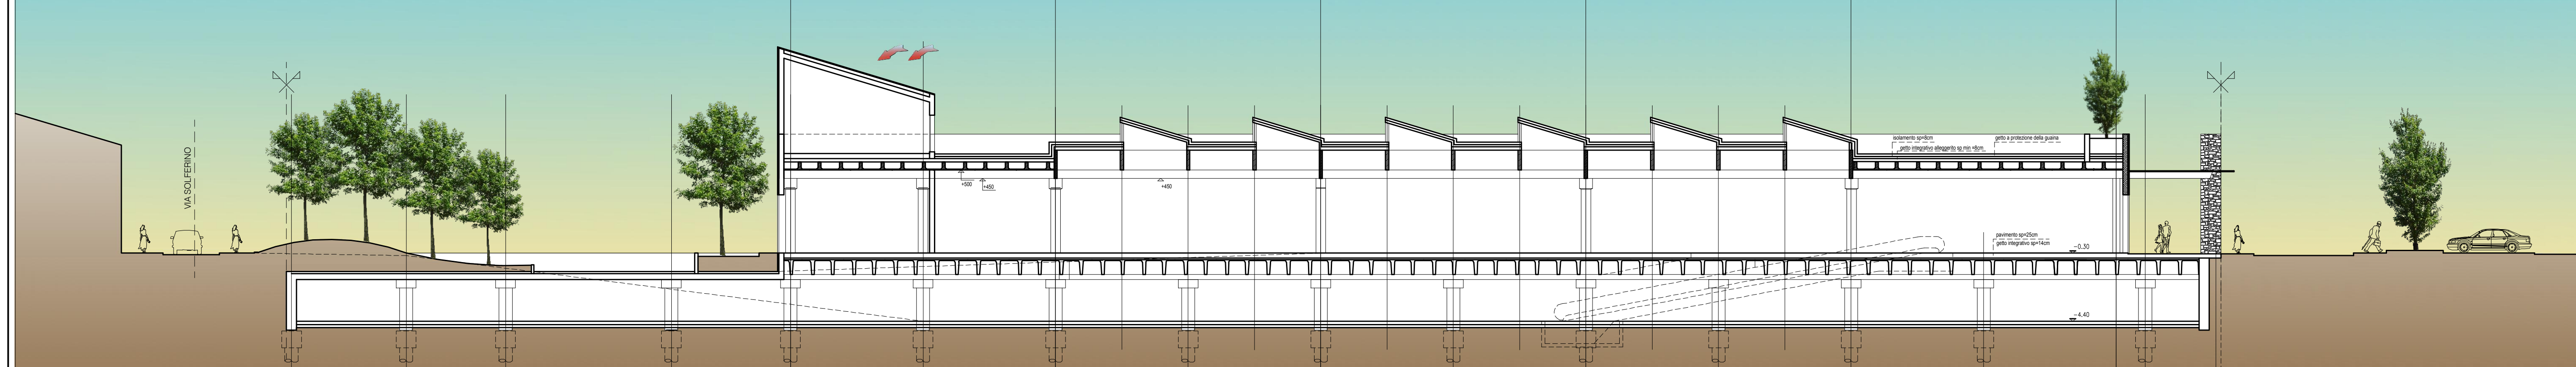 VIA SOLFERINO
+500
+450
+450
isolamento sp=8cm
getto a protezione della guaina
getto integrativo alleggerito sp min =8cm
pavimento sp=25cm
getto integrativo sp=14cm
-0.30
-4,40